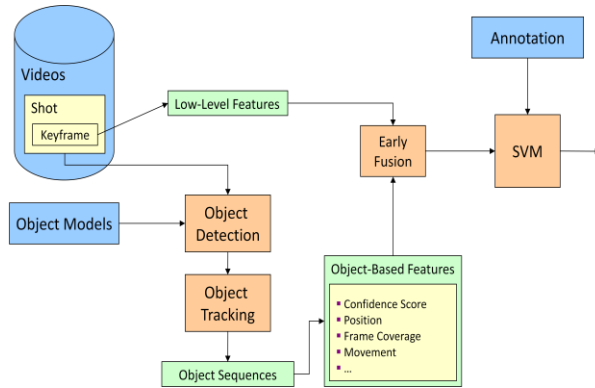 Videos
Shot
Keyframe
Low-Level Features
Annotation
Early
Fusion
SVM
Object Models
Object
Detection
Object
Tracking
Object Sequences
Object-Based Features
▪ Confidence Score
▪ Position
▪ Frame Coverage
▪ Movement
▪ ...